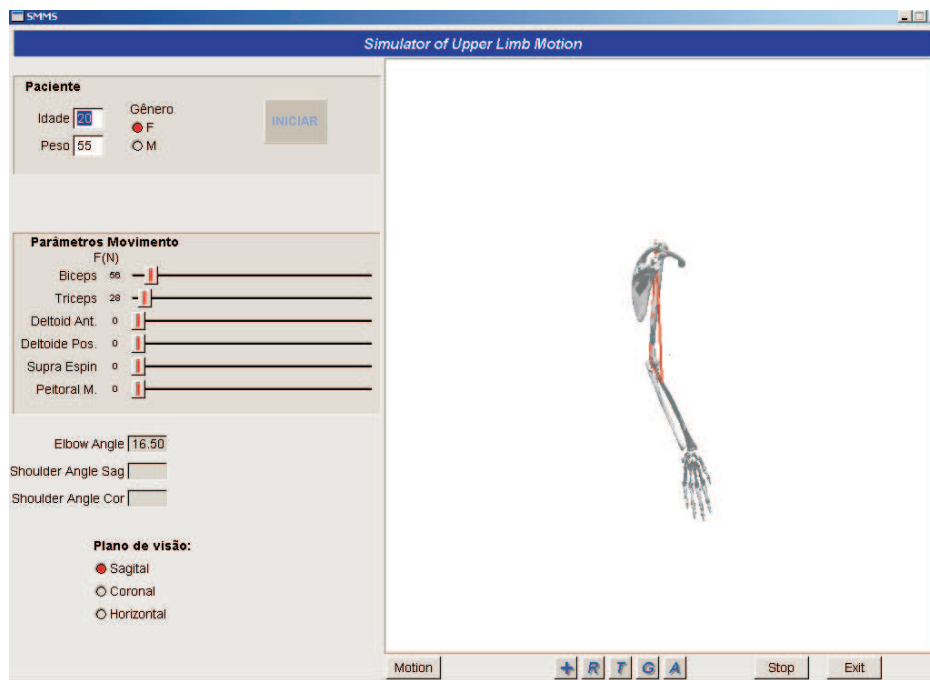 SMMS
Simulator of Upper Limb Motion
Paciente
Idade 20
Peso 55
Gênero
F
M
INICIAR
Parâmetros Movimento
F(N)
Biceps 56
Triceps 28
Deltoid Ant. 0
Deltoide Pos. 0
Supra Espin 0
Peitoral M. 0
Elbow Angle 16.50
Shoulder Angle Sag
Shoulder Angle Cor
Plano de visão:
Sagital
Coronal
Horizontal
Motion + R T G A Stop Exit